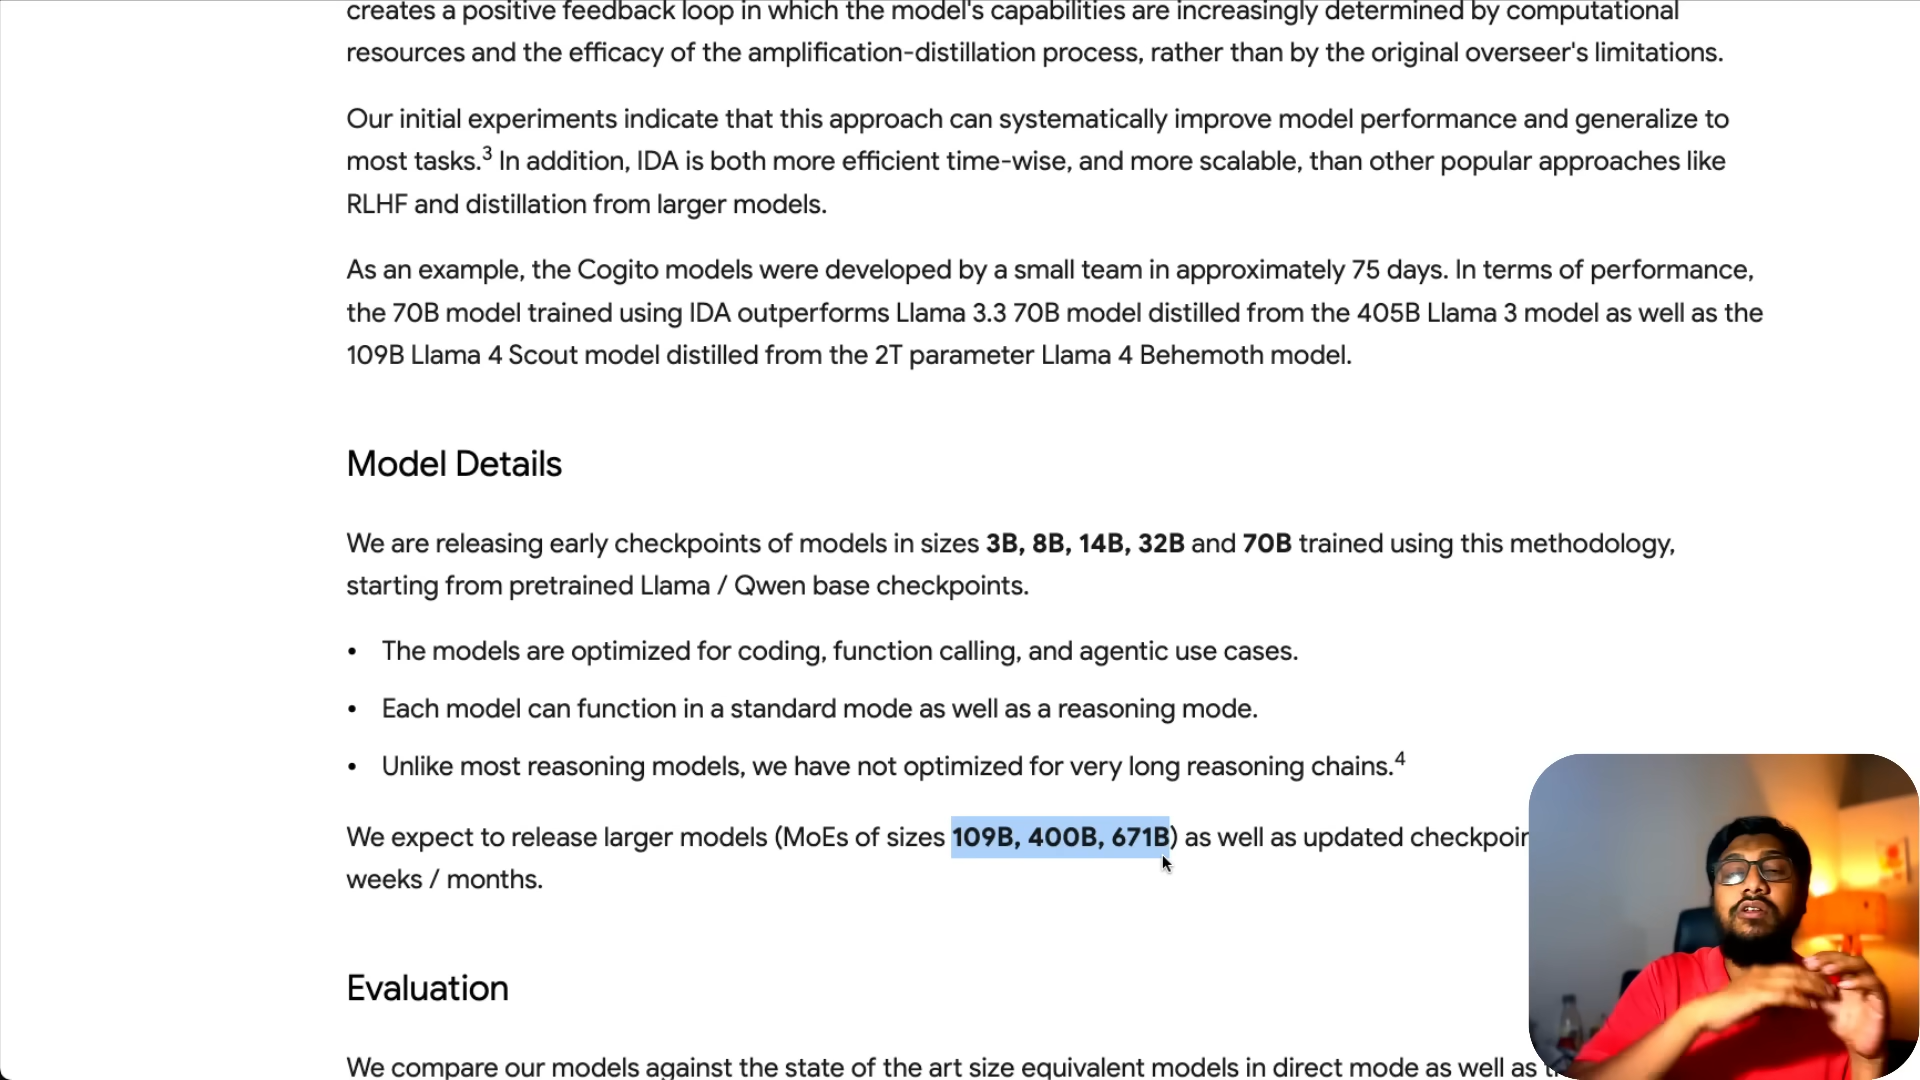 creates a positive feedback loop in which the model's capabilities are increasingly determined by computational
resources and the efficacy of the amplification-distillation process, rather than by the original overseer's limitations.
Our initial experiments indicate that this approach can systematically improve model performance and generalize to
most tasks.³ In addition, IDA is both more efficient time-wise, and more scalable, than other popular approaches like
RLHF and distillation from larger models.
As an example, the Cogito models were developed by a small team in approximately 75 days. In terms of performance,
the 70B model trained using IDA outperforms Llama 3.3 70B model distilled from the 405B Llama 3 model as well as the
109B Llama 4 Scout model distilled from the 2T parameter Llama 4 Behemoth model.
Model Details
We are releasing early checkpoints of models in sizes 3B, 8B, 14B, 32B and 70B trained using this methodology,
starting from pretrained Llama / Qwen base checkpoints.
• The models are optimized for coding, function calling, and agentic use cases.
• Each model can function in a standard mode as well as a reasoning mode.
• Unlike most reasoning models, we have not optimized for very long reasoning chains.⁴
We expect to release larger models (MoEs of sizes 109B, 400B, 671B) as well as updated
weeks / months.
Evaluation
We compare our models against the state of the art size equivalent models in direct mode as well as